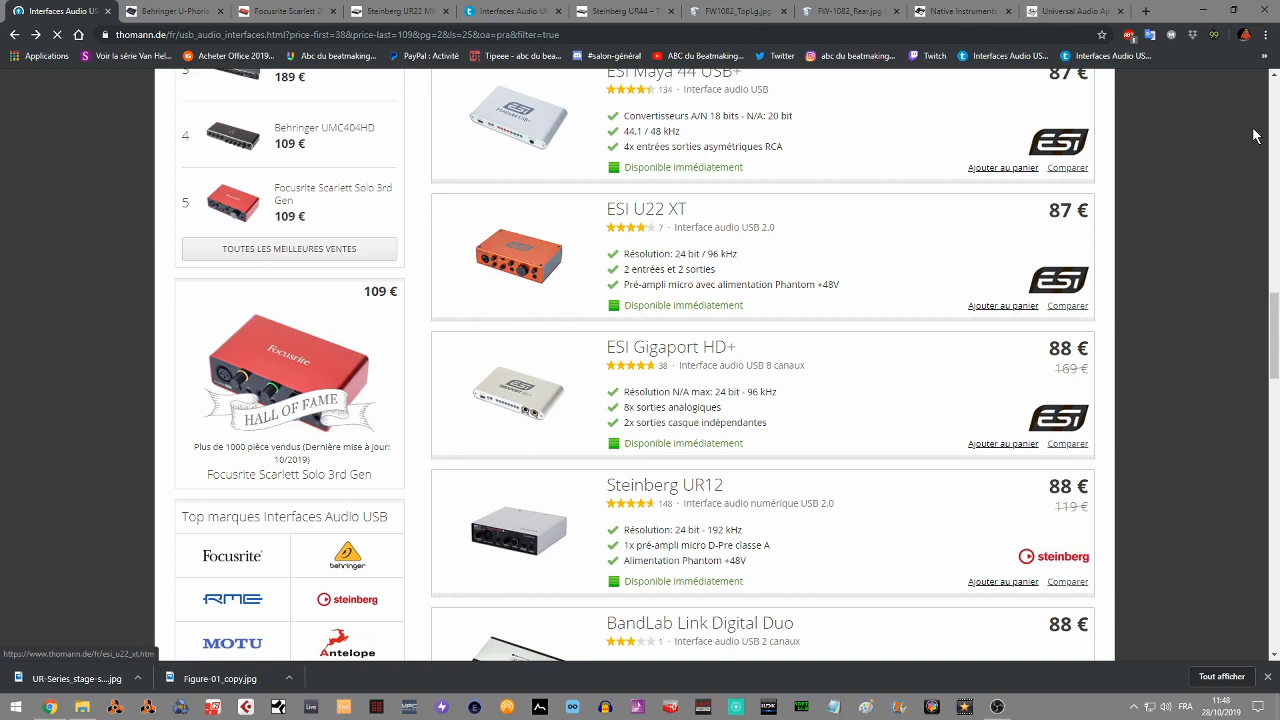 Interfaces Audio US
Behringer U-Phoni
Focusrite Scarlett 2i
Steinberg UR22 M
Interfaces Audio US
Steinberg UR44 –
FW1082_TopJpg.jpg
FW-1082_Rear.jpg
Native Instruments
Universal Audio Ap
thomann.de/fr/usb_audio_interfaces.html?price-first=38&price-last=109&pg=2&ls=25&oa=pra&filter=true
Applications
La série Van Hel...
Acheter Offre 12...
PayPal : Activité
Tipeee - abc du bea...
#salon-général
ABC du Beatmaking...
Twitter
abc du beatmaking...
Twitch
Interfaces Audio US...
Interfaces Audio US...
»
3
189 €
4
Behringer UMC404HD
109 €
5
Focusrite Scarlett Solo 3rd
Gen
109 €
TOUTES LES MEILLEURES VENTES
109 €
Focusrite
HALL OF FAME
Plus de 1000 pièce vendus (Dernière mise à jour:
10/2019)
Focusrite Scarlett Solo 3rd Gen
Top marques Interfaces Audio USB
Focusrite
behringer
RME
steinberg
MOTU
Antelope
ESI Maya 44 USB+
87 €
134 · Interface audio USB
Convertisseurs A/N 18 bits - N/A: 20 bit
44.1 / 48 kHz
4x entrées sorties asymétriques RCA
Disponible immédiatement
ESI
Ajouter au panier Comparer
ESI U22 XT
87 €
7 · Interface audio USB 2.0
Résolution: 24 bit / 96 kHz
2 entrées et 2 sorties
Pré-ampli micro avec alimentation Phantom +48V
Disponible immédiatement
ESI
Ajouter au panier Comparer
ESI Gigaport HD+
88 €
169 €
38 · Interface audio USB 8 canaux
Résolution N/A max: 24 bit - 96 kHz
8x sorties analogiques
2x sorties casque indépendantes
Disponible immédiatement
ESI
Ajouter au panier Comparer
Steinberg UR12
88 €
119 €
148 · Interface audio numérique USB 2.0
Résolution: 24 bit - 192 kHz
1x pré-ampli micro D-Pre classe A
Alimentation Phantom +48V
Disponible immédiatement
steinberg
Ajouter au panier Comparer
BandLab Link Digital Duo
88 €
1 · Interface audio USB 2 canaux
https://www.thomann.de/fr/esi_u22_xt.htm
UR-Series_stage-s....jpg
Figure-01_copy.jpg
Tout afficher
FRA
11:48
28/10/2019